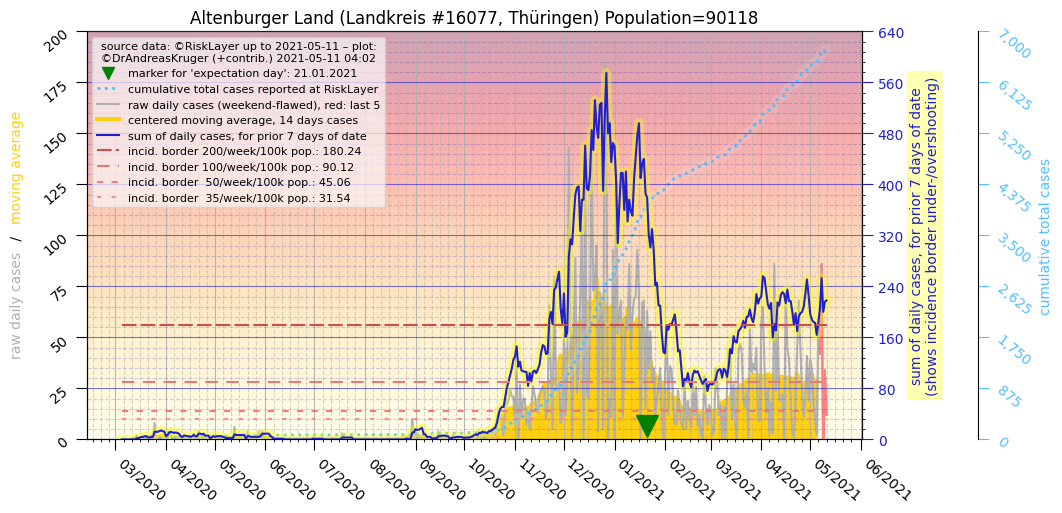 Altenburger Land (Landkreis #16077, Thüringen) Population=90118
source data: ©RiskLayer up to 2021-05-11 – plot:
©DrAndreasKruger (+contrib.) 2021-05-11 04:02
marker for 'expectation day': 21.01.2021
cumulative total cases reported at RiskLayer
raw daily cases (weekend-flawed), red: last 5
centered moving average, 14 days cases
sum of daily cases, for prior 7 days of date
incid. border 200/week/100k pop.: 180.24
incid. border 100/week/100k pop.: 90.12
incid. border  50/week/100k pop.: 45.06
incid. border  35/week/100k pop.: 31.54
raw daily cases / moving average
200
175
150
125
100
75
50
25
0
03/2020
04/2020
05/2020
06/2020
07/2020
08/2020
09/2020
10/2020
11/2020
12/2020
01/2021
02/2021
03/2021
04/2021
05/2021
06/2021
640
560
480
400
320
240
160
80
0
sum of daily cases, for prior 7 days of date
(shows incidence border under-/overshooting)
7,000
6,125
5,250
4,375
3,500
2,625
1,750
875
0
cumulative total cases